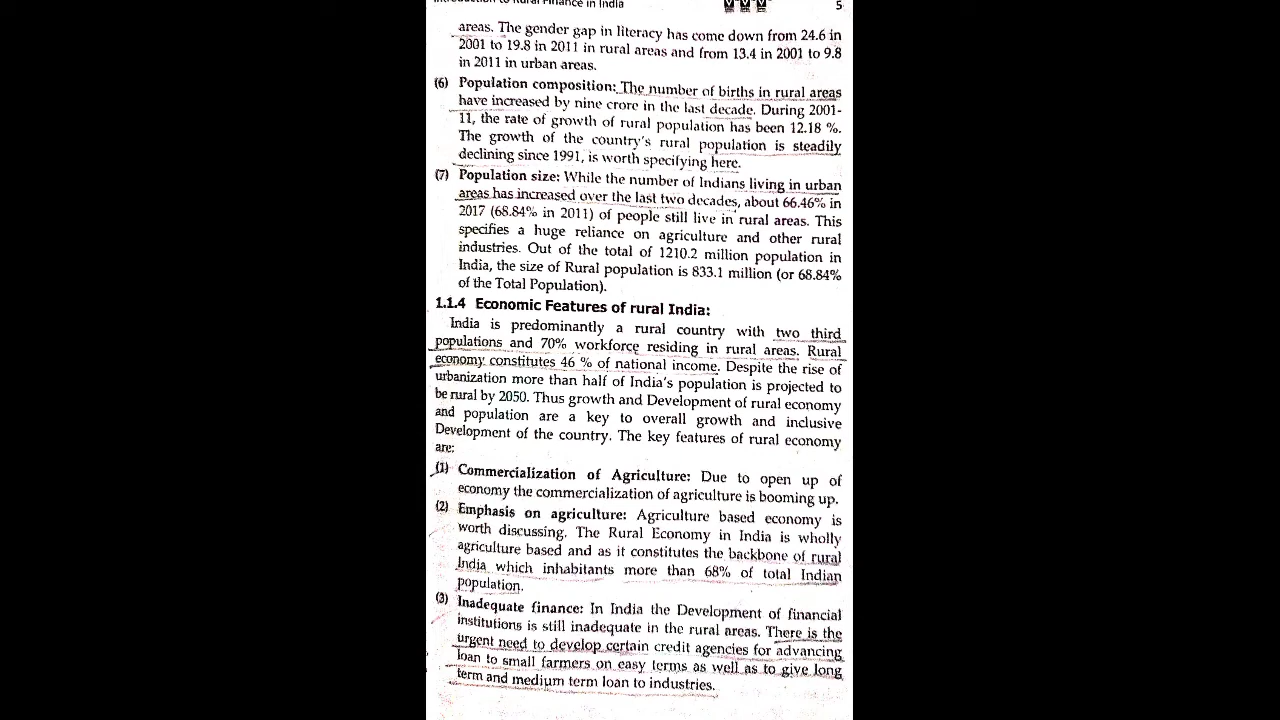 Introduction to Rural Finance in India
5
areas. The gender gap in literacy has come down from 24.6 in
2001 to 19.8 in 2011 in rural areas and from 13.4 in 2001 to 9.8
in 2011 in urban areas.
(6) Population composition: The number of births in rural areas
have increased by nine crore in the last decade. During 2001-
11, the rate of growth of rural population has been 12.18 %.
The growth of the country's rural population is steadily
declining since 1991, is worth specifying here.
(7) Population size: While the number of Indians living in urban
areas has increased over the last two decades, about 66.46% in
2017 (68.84% in 2011) of people still live in rural areas. This
specifies a huge reliance on agriculture and other rural
industries. Out of the total of 1210.2 million population in
India, the size of Rural population is 833.1 million (or 68.84%
of the Total Population).
1.1.4 Economic Features of rural India:
India is predominantly a rural country with two third
populations and 70% workforce residing in rural areas. Rural
economy constitutes 46 % of national income. Despite the rise of
urbanization more than half of India's population is projected to
be rural by 2050. Thus growth and Development of rural economy
and population are a key to overall growth and inclusive
Development of the country. The key features of rural economy
are:
(1) Commercialization of Agriculture: Due to open up of
economy the commercialization of agriculture is booming up.
(2) Emphasis on agriculture: Agriculture based economy is
worth discussing. The Rural Economy in India is wholly
agriculture based and as it constitutes the backbone of rural
India which inhabitants more than 68% of total Indian
population.
(3) Inadequate finance: In India the Development of financial
institutions is still inadequate in the rural areas. There is the
urgent need to develop certain credit agencies for advancing
loan to small farmers on easy terms as well as to give long
term and medium term loan to industries.